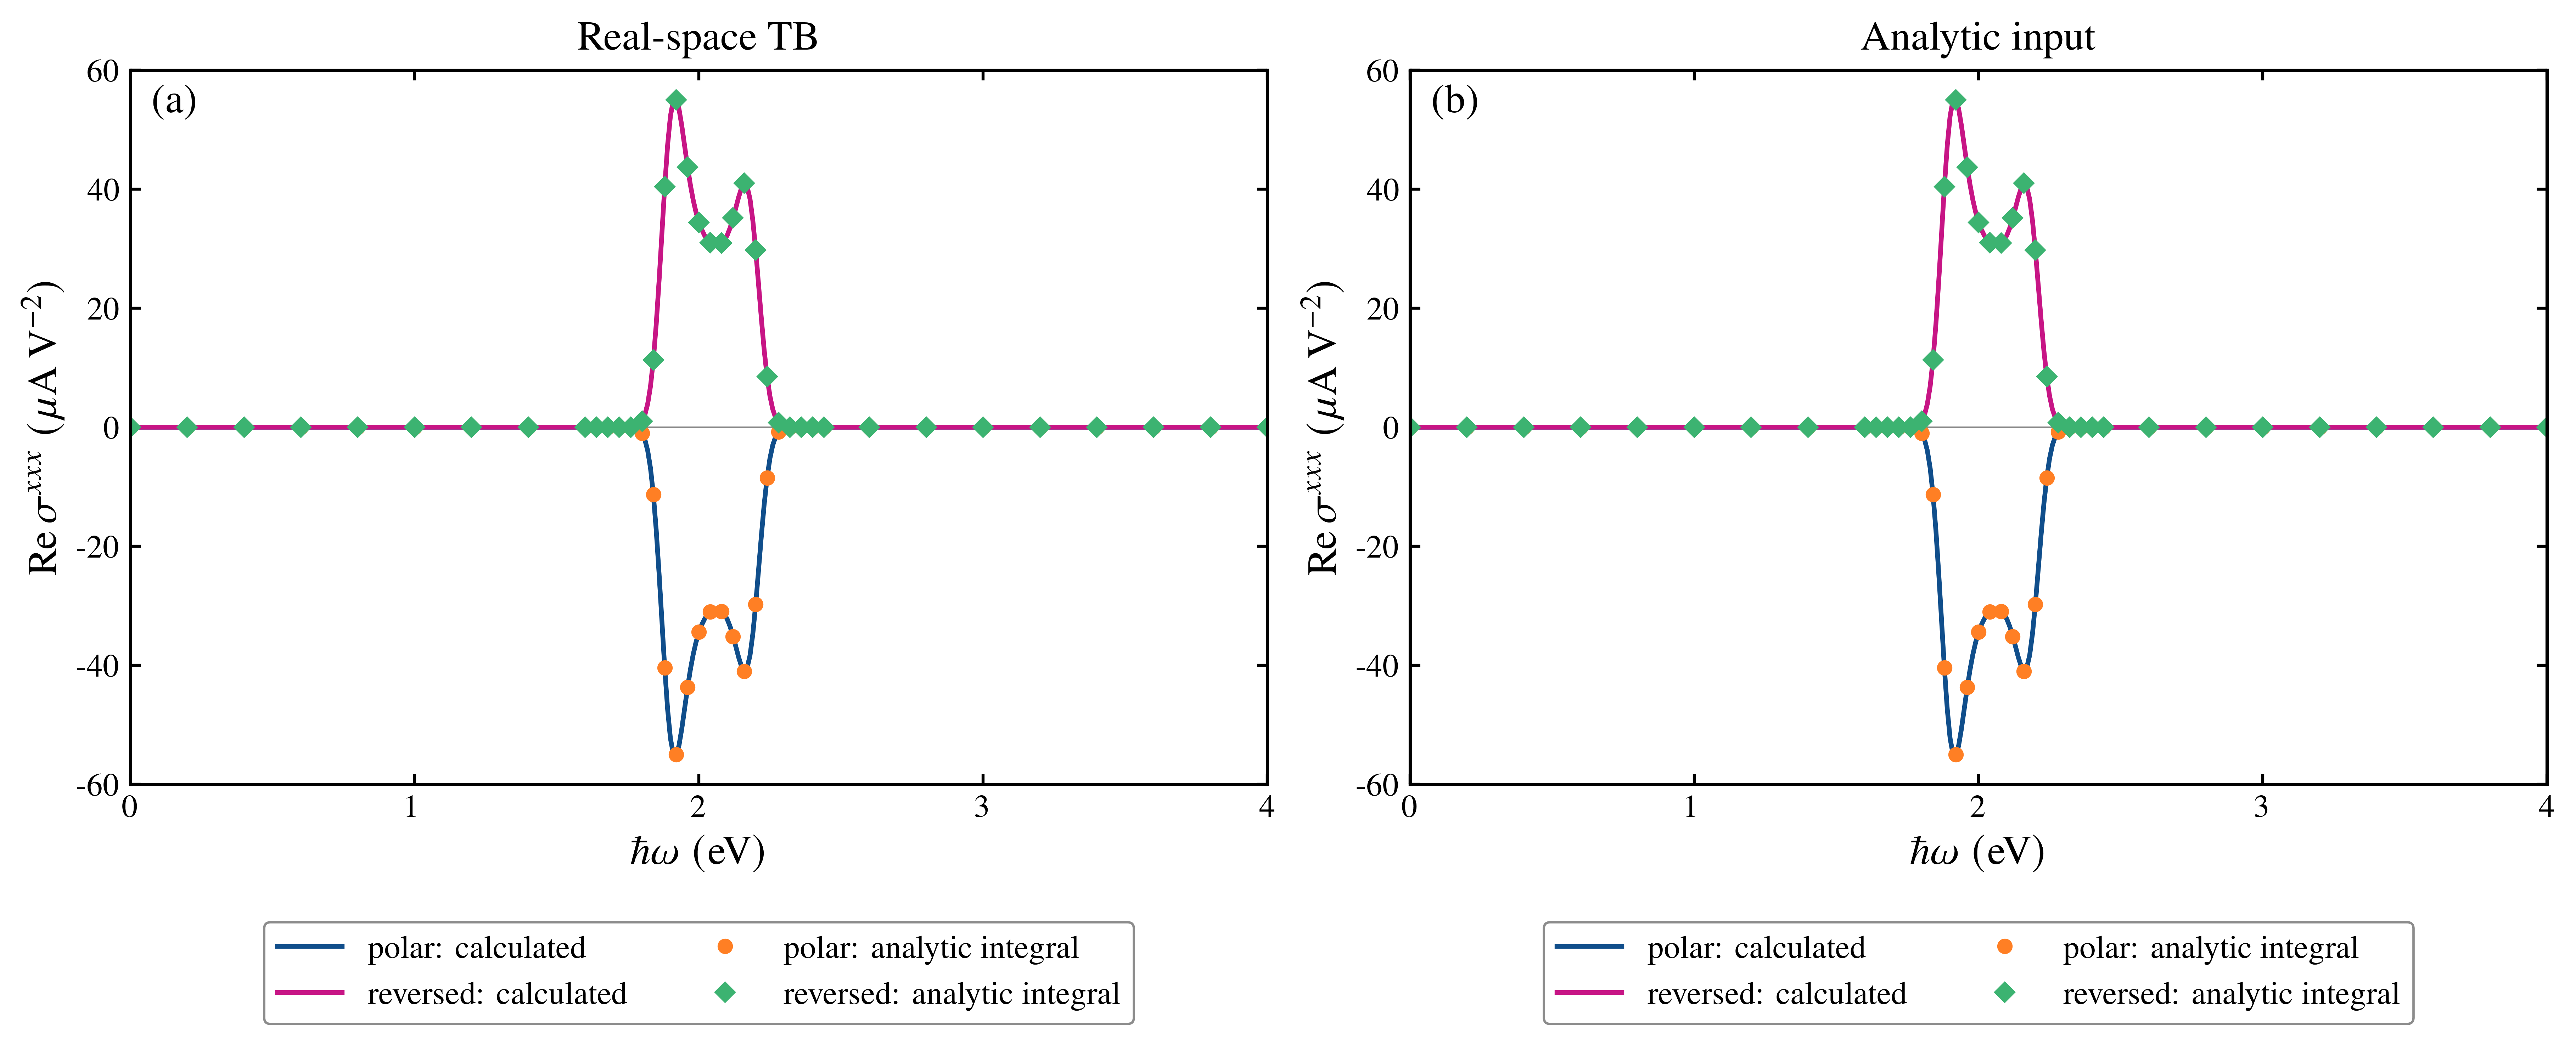 Real-space TB
(a)
60
40
20
0
-20
-40
-60
Re σ^{xxx} (μA V^{−2})
0 1 2 3 4
ℏω (eV)
polar: calculated
reversed: calculated
polar: analytic integral
reversed: analytic integral
Analytic input
(b)
60
40
20
0
-20
-40
-60
Re σ^{xxx} (μA V^{−2})
0 1 2 3 4
ℏω (eV)
polar: calculated
reversed: calculated
polar: analytic integral
reversed: analytic integral